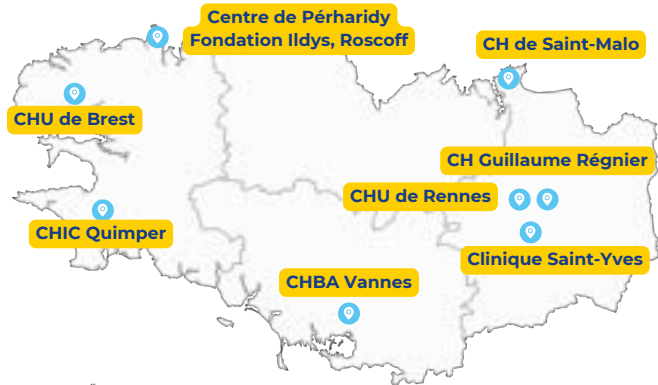 Centre de Pérharidy
Fondation Ildys, Roscoff
CH de Saint-Malo
CHU de Brest
CH Guillaume Régnier
CHU de Rennes
CHIC Quimper
Clinique Saint-Yves
CHBA Vannes